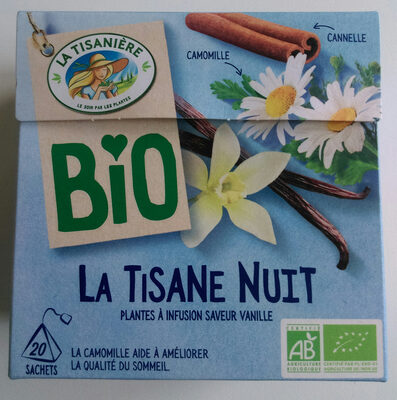 LA TISANIÈRE
LE SOIN PAR LES PLANTES
CANNELLE
CAMOMILLE
BiO
LA TISANE NUIT
PLANTES À INFUSION SAVEUR VANILLE
20
SACHETS
LA CAMOMILLE AIDE À AMÉLIORER
LA QUALITÉ DU SOMMEIL.
CERTIFIÉ
AB
AGRICULTURE
BIOLOGIQUE